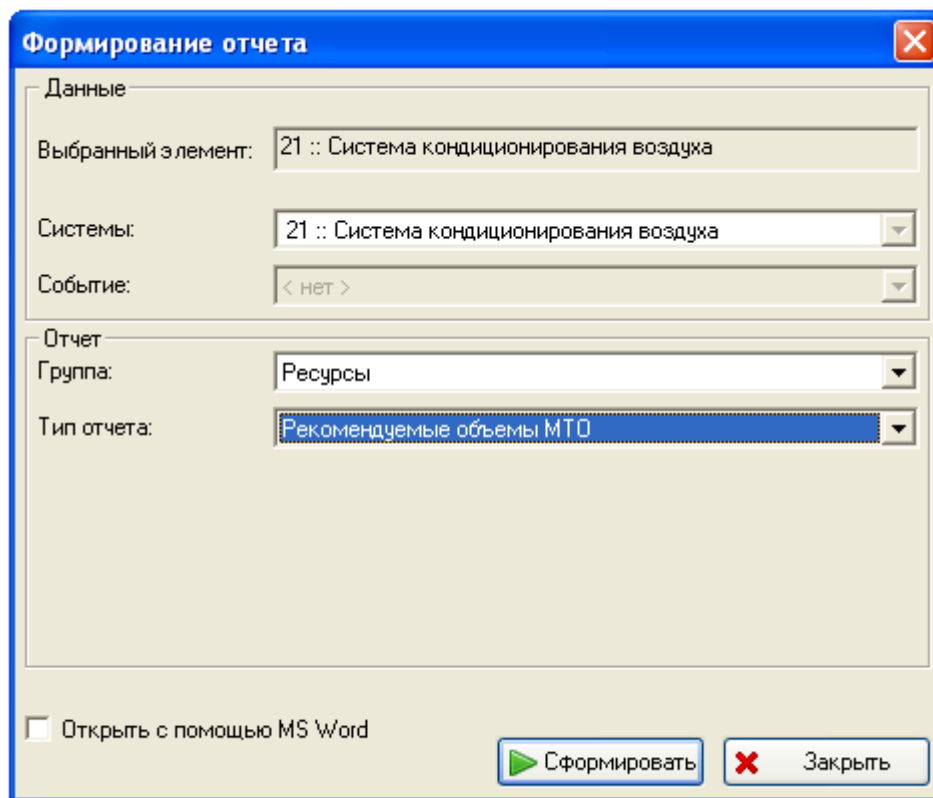 Формирование отчета
Данные
Выбранный элемент: 21 :: Система кондиционирования воздуха
Системы: 21 :: Система кондиционирования воздуха
Событие: < нет >
Отчет
Группа: Ресурсы
Тип отчета: Рекомендуемые объемы МТО
Открыть с помощью MS Word
Сформировать Закрыть